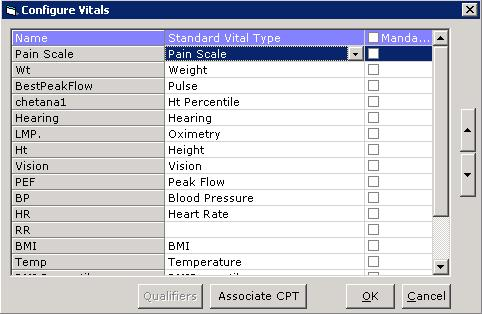 Configure Vitals
Name Standard Vital Type Manda...
Pain Scale Pain Scale
Wt Weight
BestPeakFlow Pulse
chetana1 Ht Percentile
Hearing Hearing
LMP. Oximetry
Ht Height
Vision Vision
PEF Peak Flow
BP Blood Pressure
HR Heart Rate
RR
BMI BMI
Temp Temperature
Qualifiers Associate CPT OK Cancel